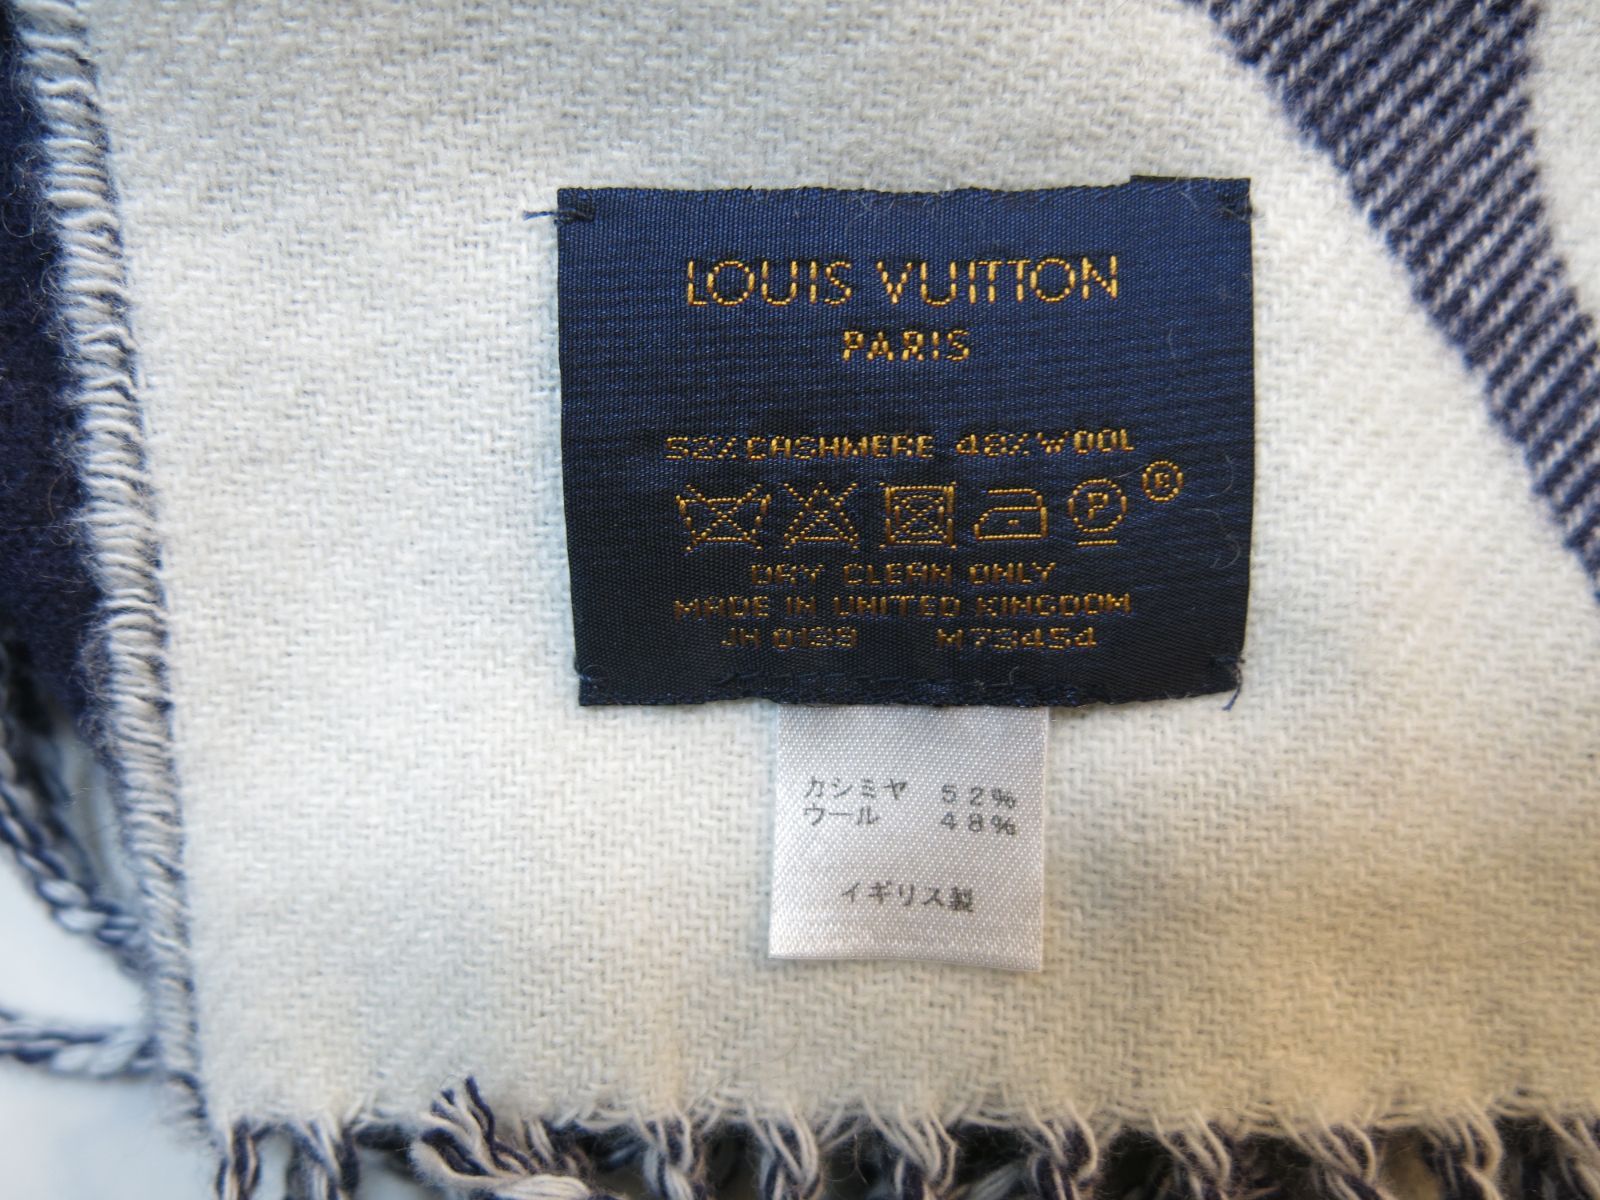 LOUIS VUITTON
PARIS
52% CASHMERE 48% WOOL
P
DRY CLEAN ONLY
MADE IN UNITED KINGDOM
JH 0139 M73454
カシミヤ 52%
ウール 48%
イギリス製